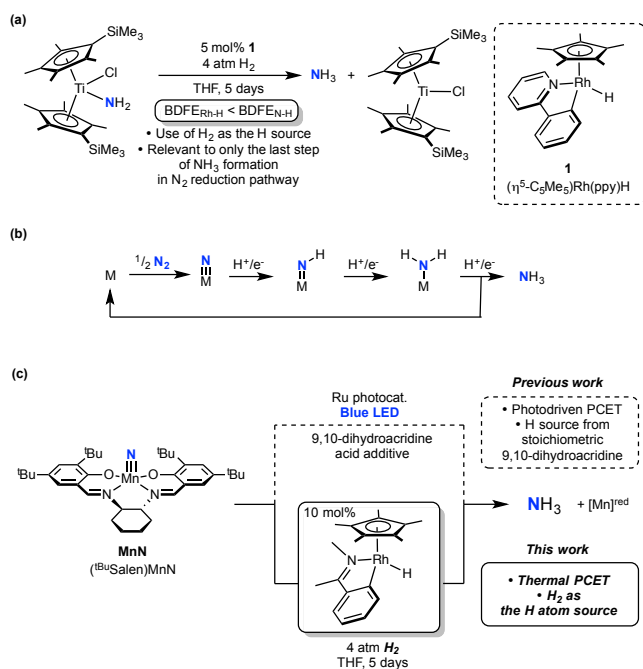 (a)
SiMe3
Ti
Cl
NH2
SiMe3
5 mol% 1
4 atm H2
THF, 5 days
BDFERh-H < BDFEN-H
• Use of H2 as the H source
• Relevant to only the last step
of NH3 formation
in N2 reduction pathway
NH3 +
SiMe3
Ti
Cl
SiMe3
N
Rh
H
1
(η5-C5Me5)Rh(ppy)H
(b)
M
1/2 N2
N
M
H+/e-
H
N
M
H+/e-
H H
N
M
H+/e-
NH3
(c)
tBu
N
tBu
tBu
O
Mn
O
tBu
N
N
MnN
(tBuSalen)MnN
Ru photocat.
Blue LED
9,10-dihydroacridine
acid additive
10 mol%
N
Rh
H
4 atm H2
THF, 5 days
Previous work
• Photodriven PCET
• H source from
stoichiometric
9,10-dihydroacridine
NH3 + [Mn]red
This work
• Thermal PCET
• H2 as
the H atom source